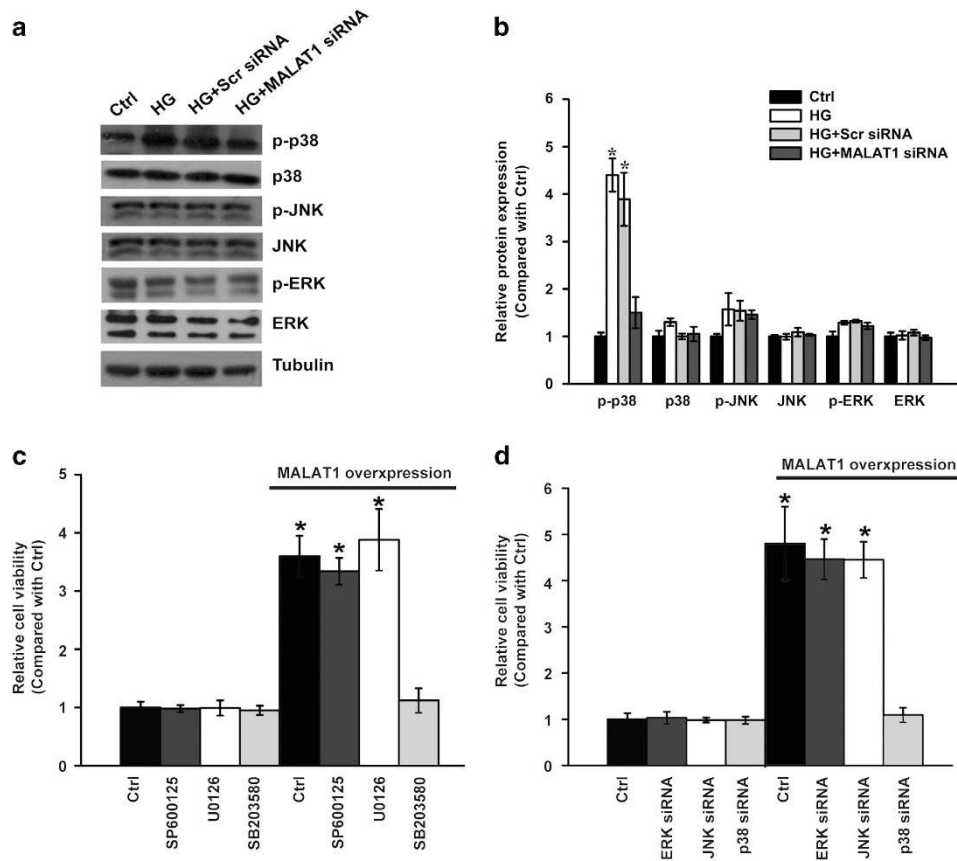 a
Ctrl
HG
HG+Scr siRNA
HG+MALAT1 siRNA
p-p38
p38
p-JNK
JNK
p-ERK
ERK
Tubulin
b
Relative protein expression
(Compared with Ctrl)
6
5
4
3
2
1
0
Ctrl
HG
HG+Scr siRNA
HG+MALAT1 siRNA
* *
p-p38 p38 p-JNK JNK p-ERK ERK
c
MALAT1 overxpression
Relative cell viability
(Compared with Ctrl)
5
4
3
2
1
0
* * *
Ctrl
SP600125
U0126
SB203580
Ctrl
SP600125
U0126
SB203580
d
MALAT1 overxpression
Relative cell viability
(Compared with Ctrl)
6
5
4
3
2
1
0
* * *
Ctrl
ERK siRNA
JNK siRNA
p38 siRNA
Ctrl
ERK siRNA
JNK siRNA
p38 siRNA